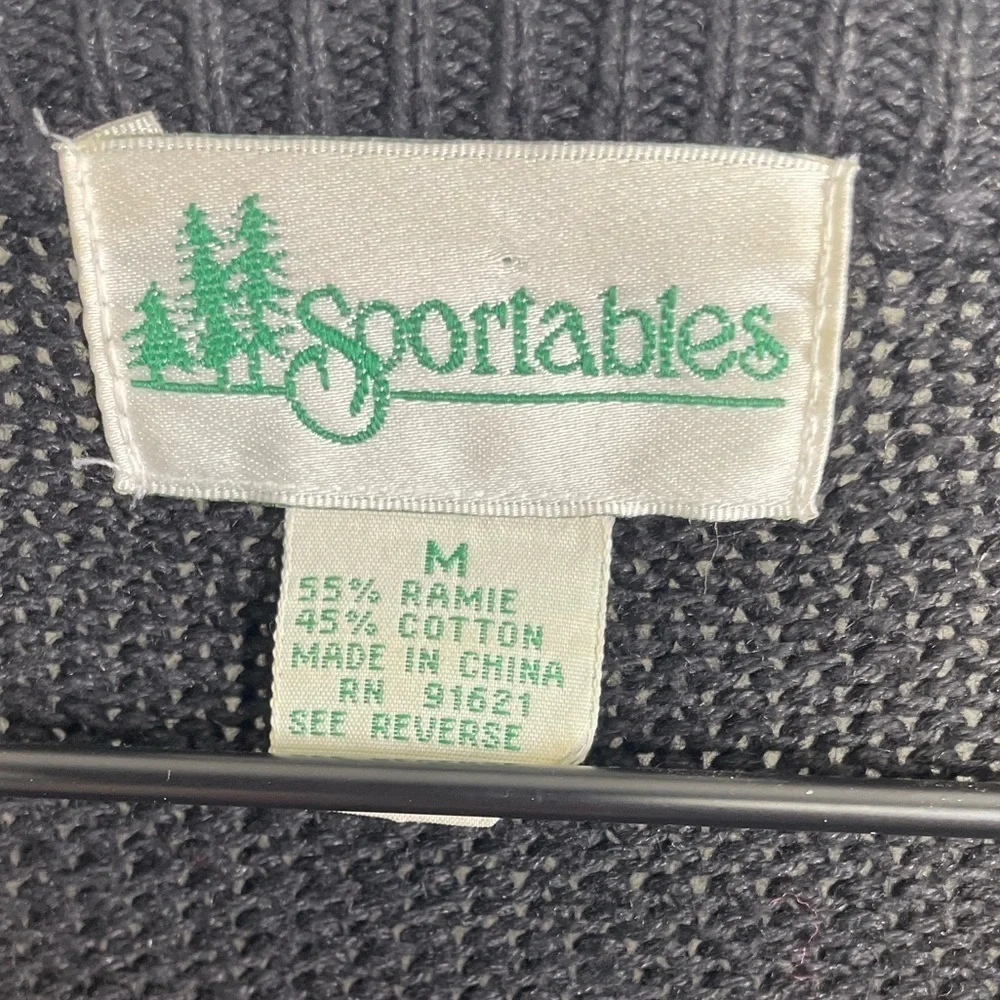 Sportables
M
55% RAMIE
45% COTTON
MADE IN CHINA
RN 91621
SEE REVERSE